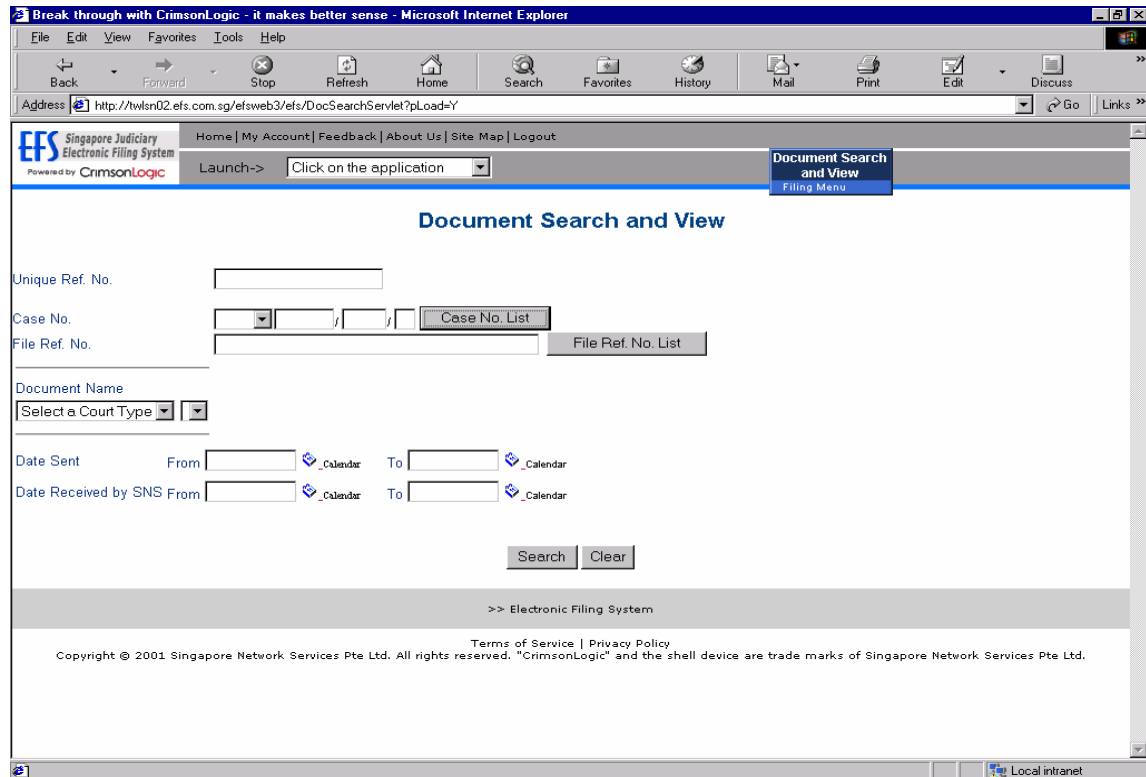 Break through with CrimsonLogic - it makes better sense - Microsoft Internet Explorer
File Edit View Favorites Tools Help
Back Forward Stop Refresh Home Search Favorites History Mail Print Edit Discuss »
Address http://twlsn02.efs.com.sg/efsweb3/efs/DocSearchServlet?pLoad=Y Go Links »
EFS Singapore Judiciary
Electronic Filing System
Powered by CrimsonLogic
Home | My Account | Feedback | About Us | Site Map | Logout
Launch-> Click on the application
Document Search
and View
Filing Menu
Document Search and View
Unique Ref. No.
Case No. / / Case No. List
File Ref. No. File Ref. No. List
Document Name
Select a Court Type
Date Sent From _Calendar To _Calendar
Date Received by SNS From _Calendar To _Calendar
Search Clear
>> Electronic Filing System
Terms of Service | Privacy Policy
Copyright © 2001 Singapore Network Services Pte Ltd. All rights reserved. "CrimsonLogic" and the shell device are trade marks of Singapore Network Services Pte Ltd.
Local intranet